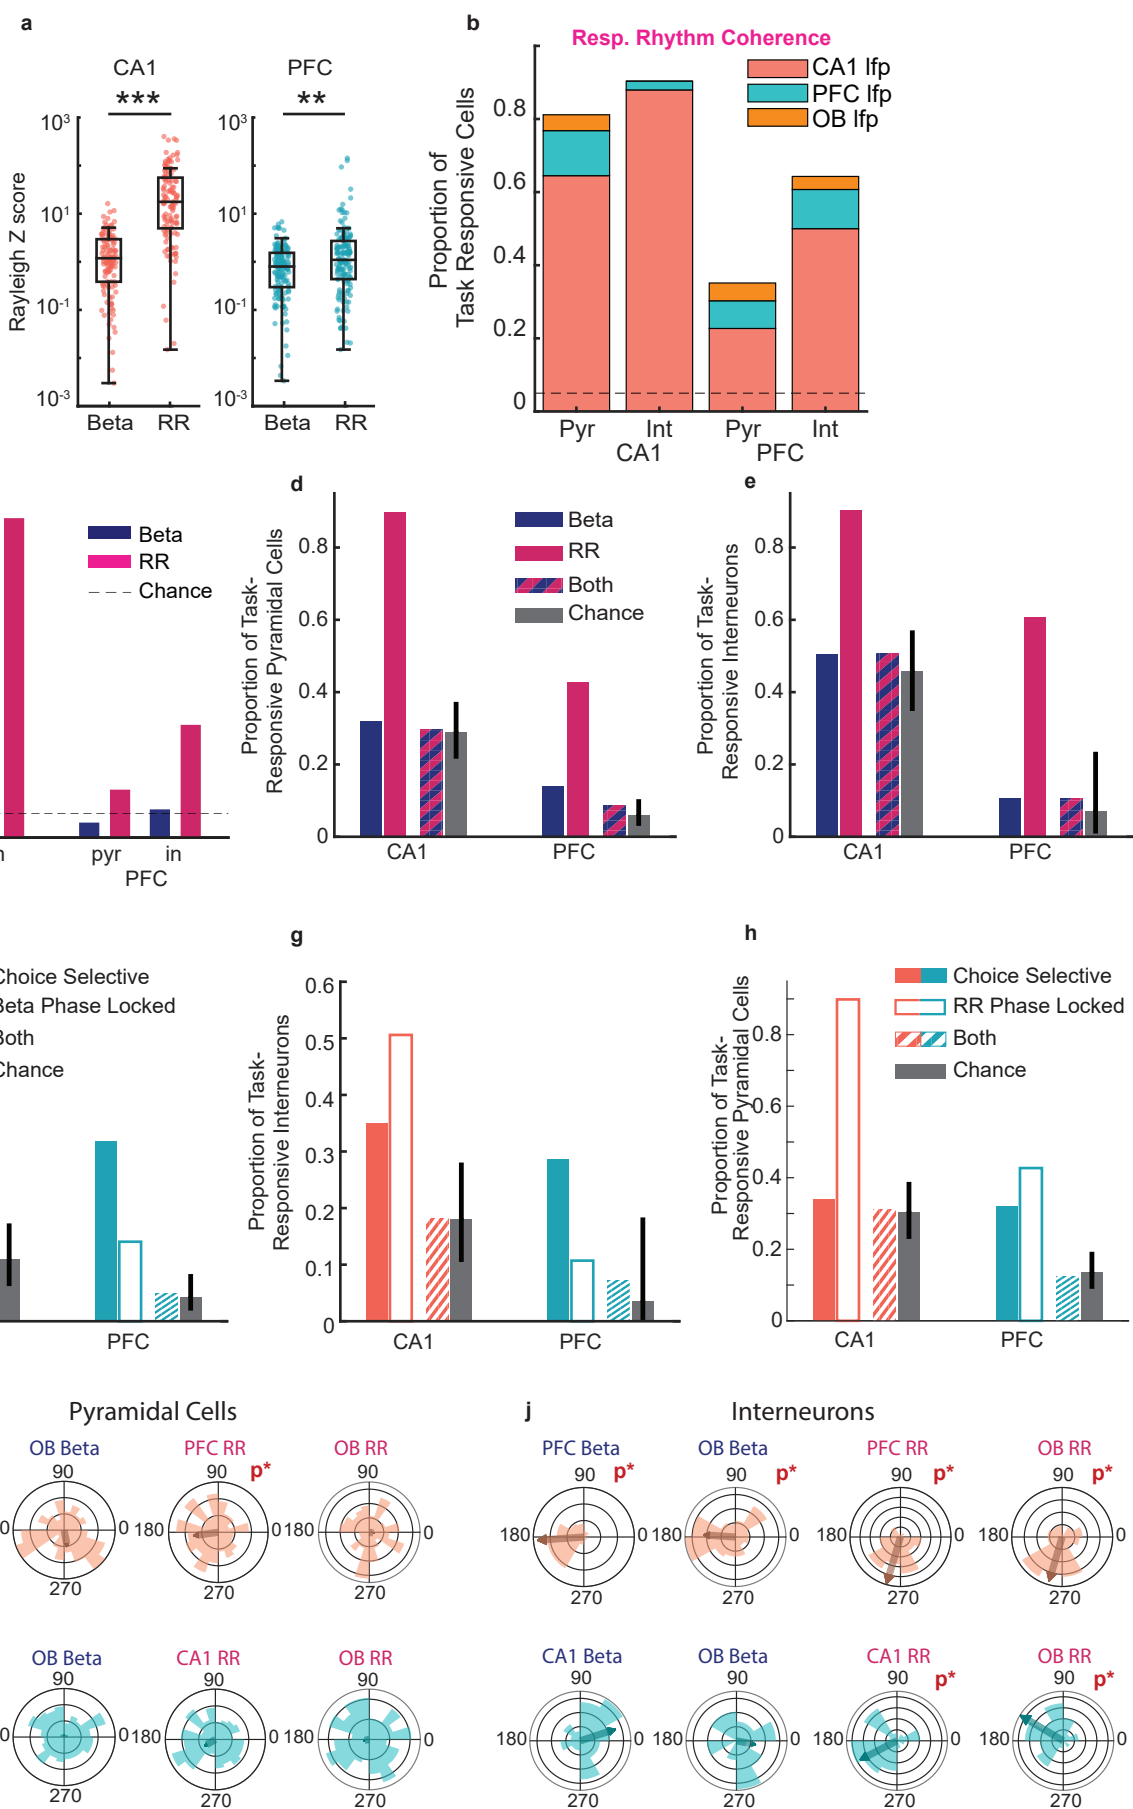 a
CA1
***
Rayleigh Z score
10³
10¹
10⁻¹
10⁻³
Beta RR
PFC
**
10³
10¹
10⁻¹
10⁻³
Beta RR
b
Resp. Rhythm Coherence
CA1 lfp
PFC lfp
OB lfp
Proportion of
Task Responsive Cells
0.8
0.6
0.4
0.2
0
Pyr Int Pyr Int
CA1 PFC
Beta
RR
Chance
pyr in
PFC
d
Proportion of Task-
Responsive Pyramidal Cells
0.8
0.6
0.4
0.2
0
Beta
RR
Both
Chance
CA1 PFC
e
Proportion of Task-
Responsive Interneurons
0.8
0.6
0.4
0.2
0
CA1 PFC
Choice Selective
Beta Phase Locked
Both
Chance
PFC
g
Proportion of Task-
Responsive Interneurons
0.6
0.5
0.4
0.3
0.2
0.1
0
CA1 PFC
h
Proportion of Task-
Responsive Pyramidal Cells
0.8
0.6
0.4
0.2
0
Choice Selective
RR Phase Locked
Both
Chance
CA1 PFC
Pyramidal Cells
OB Beta PFC RR OB RR
90 90 p* 90
0 0 180 0 180 0
270 270 270
OB Beta CA1 RR OB RR
90 90 90
0 0 180 0 180 0
270 270 270
j
Interneurons
PFC Beta OB Beta PFC RR OB RR
90 p* 90 p* 90 p* 90 p*
180 0 180 0 180 0 180 0
270 270 270 270
CA1 Beta OB Beta CA1 RR OB RR
90 90 90 p* 90 p*
180 0 180 0 180 0 180 0
270 270 270 270